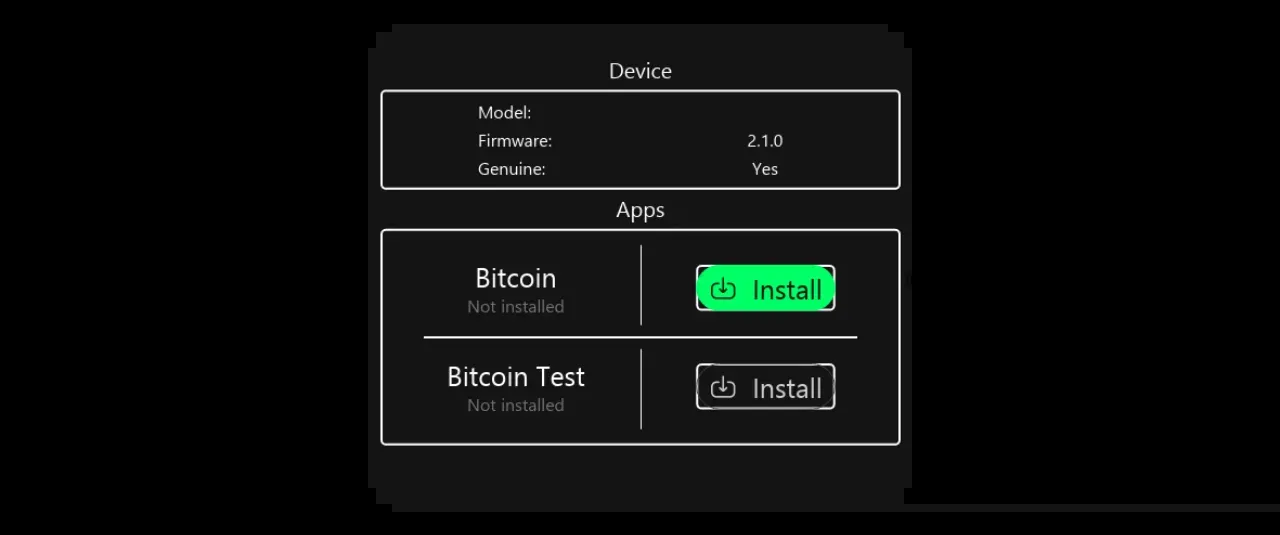 Device
Model:
Firmware: 2.1.0
Genuine: Yes
Apps
Bitcoin
Not installed
Install
Bitcoin Test
Not installed
Install